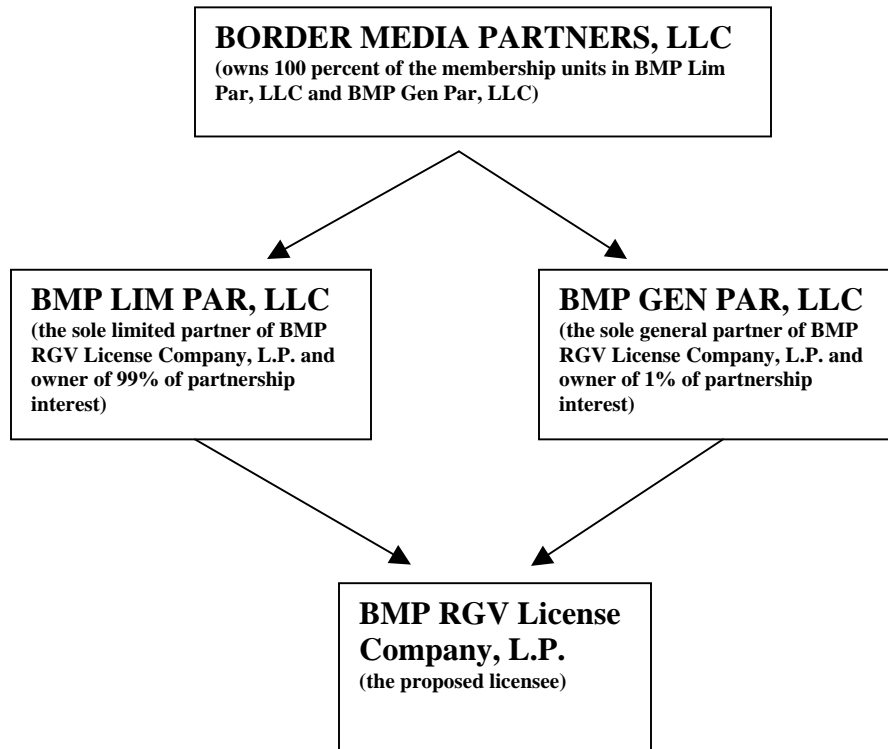 BORDER MEDIA PARTNERS, LLC
(owns 100 percent of the membership units in BMP Lim
Par, LLC and BMP Gen Par, LLC)
BMP LIM PAR, LLC
(the sole limited partner of BMP
RGV License Company, L.P. and
owner of 99% of partnership
interest)
BMP GEN PAR, LLC
(the sole general partner of BMP
RGV License Company, L.P. and
owner of 1% of partnership
interest)
BMP RGV License
Company, L.P.
(the proposed licensee)